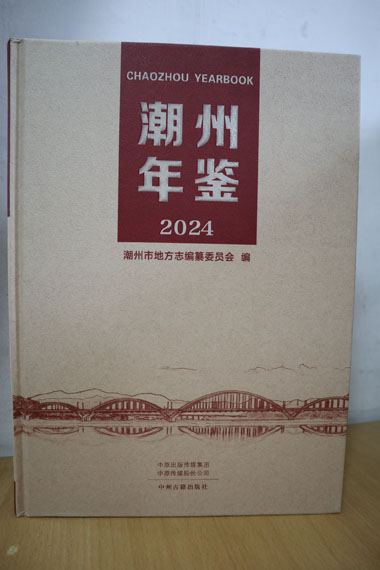 CHAOZHOU YEARBOOK
潮州
年鉴
2024
潮州市地方志编纂委员会 编
中原出版传媒集团
中原传媒股份公司
中州古籍出版社